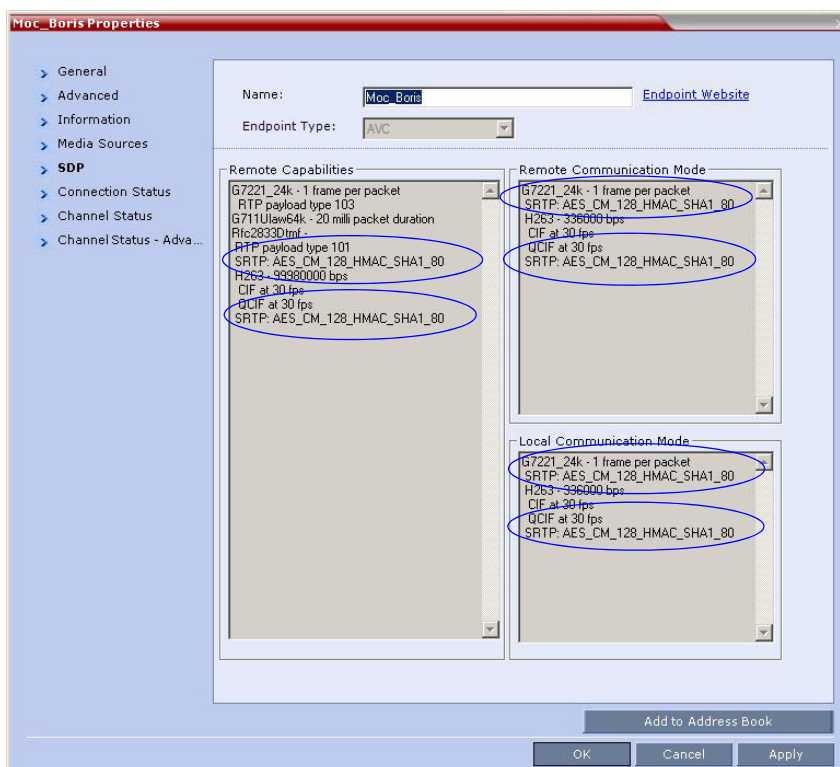 Moc_Boris Properties
General
Advanced
Information
Media Sources
SDP
Connection Status
Channel Status
Channel Status - Adva...
Name:
Moc_Boris
Endpoint Website
Endpoint Type:
AVC
Remote Capabilities
G7221_24k - 1 frame per packet
RTP payload type 103
G711Ulaw64k - 20 milli packet duration
Rfc2833Dtmf -
RTP payload type 101
SRTP: AES_CM_128_HMAC_SHA1_80
H263 - 99980000 bps
CIF at 30 fps
QCIF at 30 fps
SRTP: AES_CM_128_HMAC_SHA1_80
Remote Communication Mode
G7221_24k - 1 frame per packet
SRTP: AES_CM_128_HMAC_SHA1_80
H263 - 336000 bps
CIF at 30 fps
QCIF at 30 fps
SRTP: AES_CM_128_HMAC_SHA1_80
Local Communication Mode
G7221_24k - 1 frame per packet
SRTP: AES_CM_128_HMAC_SHA1_80
H263 - 336000 bps
CIF at 30 fps
QCIF at 30 fps
SRTP: AES_CM_128_HMAC_SHA1_80
Add to Address Book
OK
Cancel
Apply